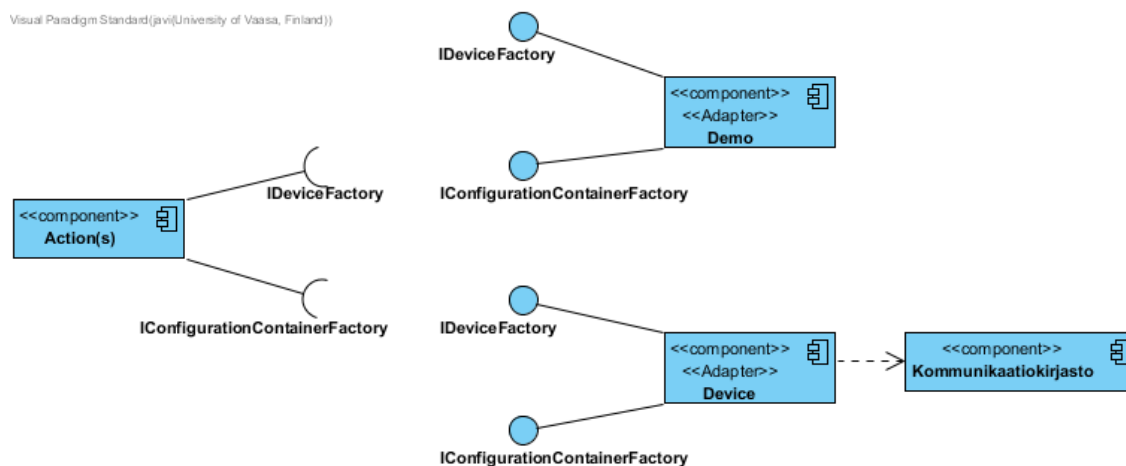 Visual Paradigm Standard(javi(University of Vaasa, Finland))
IDeviceFactory
<<component>>
<<Adapter>>
Demo
IConfigurationContainerFactory
IDeviceFactory
<<component>>
Action(s)
IConfigurationContainerFactory
IDeviceFactory
<<component>>
<<Adapter>>
Device
<<component>>
Kommunikaatiokirjasto
IConfigurationContainerFactory